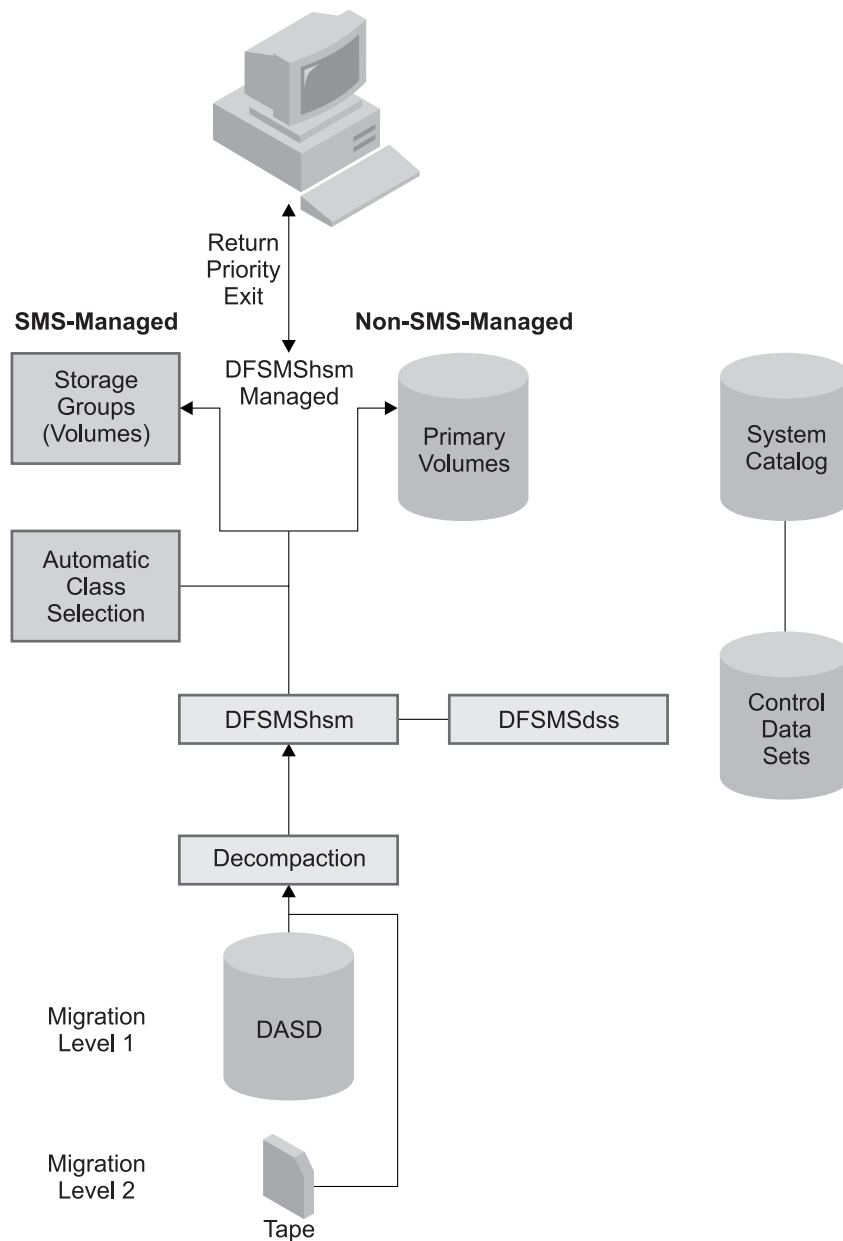 Return
Priority
Exit
SMS-Managed
Non-SMS-Managed
DFSMShsm
Managed
Storage
Groups
(Volumes)
Primary
Volumes
System
Catalog
Automatic
Class
Selection
DFSMShsm
DFSMSdss
Control
Data
Sets
Decompaction
Migration
Level 1
DASD
Migration
Level 2
Tape